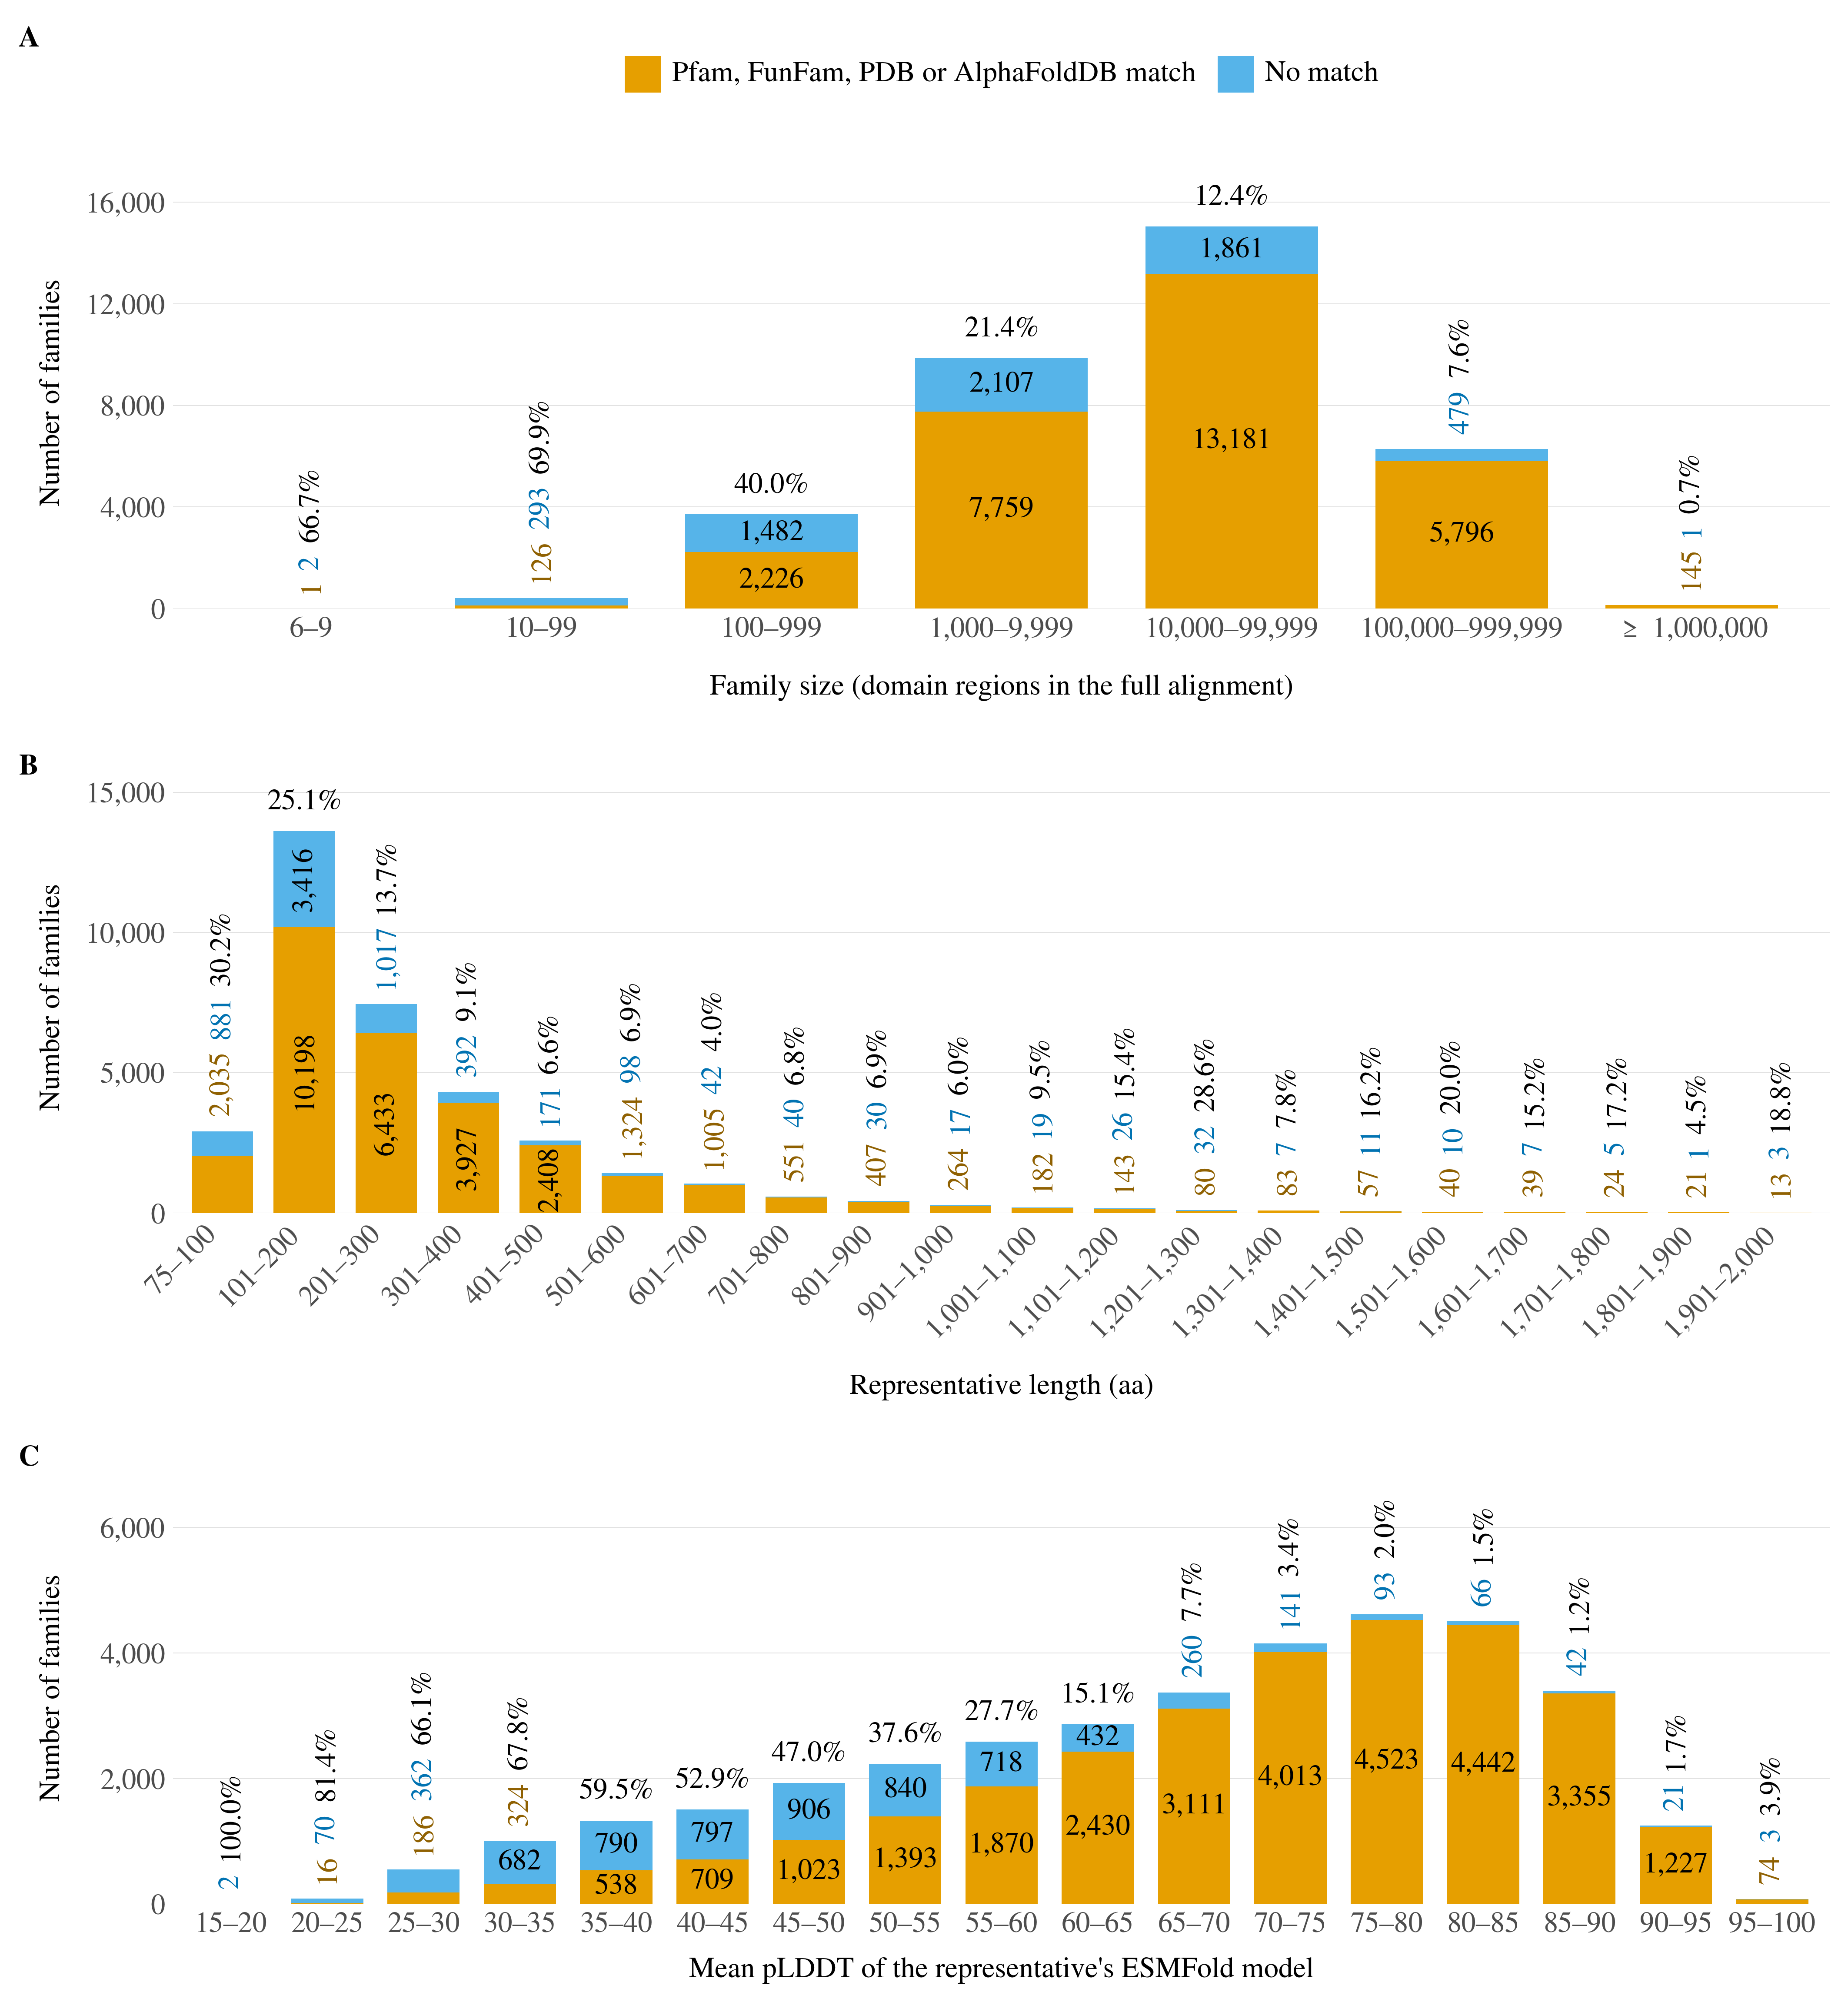 A
Pfam, FunFam, PDB or AlphaFoldDB match
No match
Number of families
16,000
12,000
8,000
4,000
0
1 2 66.7%
126 293 69.9%
40.0%
1,482
2,226
21.4%
2,107
7,759
12.4%
1,861
13,181
479 7.6%
5,796
145 1 0.7%
6–9 10–99 100–999 1,000–9,999 10,000–99,999 100,000–999,999 ≥ 1,000,000
Family size (domain regions in the full alignment)
B
Number of families
15,000
10,000
5,000
0
2,035 881 30.2%
25.1%
3,416
10,198
1,017 13.7%
6,433
392 9.1%
3,927
171 6.6%
2,408
1,324 98 6.9%
1,005 42 4.0%
551 40 6.8%
407 30 6.9%
264 17 6.0%
182 19 9.5%
143 26 15.4%
80 32 28.6%
83 7 7.8%
57 11 16.2%
40 10 20.0%
39 7 15.2%
24 5 17.2%
21 1 4.5%
13 3 18.8%
75–100 101–200 201–300 301–400 401–500 501–600 601–700 701–800 801–900 901–1,000 1,001–1,100 1,101–1,200 1,201–1,300 1,301–1,400 1,401–1,500 1,501–1,600 1,601–1,700 1,701–1,800 1,801–1,900 1,901–2,000
Representative length (aa)
C
Number of families
6,000
4,000
2,000
0
2 100.0%
16 70 81.4%
186 362 66.1%
324 67.8%
682
59.5%
790
538
52.9%
797
709
47.0%
906
1,023
37.6%
840
1,393
27.7%
718
1,870
15.1%
432
2,430
260 7.7%
3,111
141 3.4%
4,013
93 2.0%
4,523
66 1.5%
4,442
42 1.2%
3,355
21 1.7%
1,227
74 3 3.9%
15–20 20–25 25–30 30–35 35–40 40–45 45–50 50–55 55–60 60–65 65–70 70–75 75–80 80–85 85–90 90–95 95–100
Mean pLDDT of the representative's ESMFold model